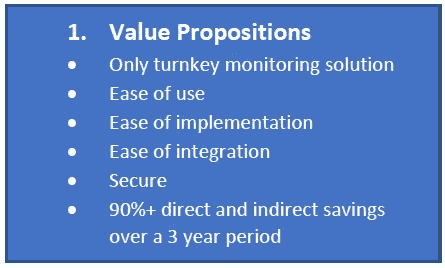 1. Value Propositions
• Only turnkey monitoring solution
• Ease of use
• Ease of implementation
• Ease of integration
• Secure
• 90%+ direct and indirect savings
over a 3 year period